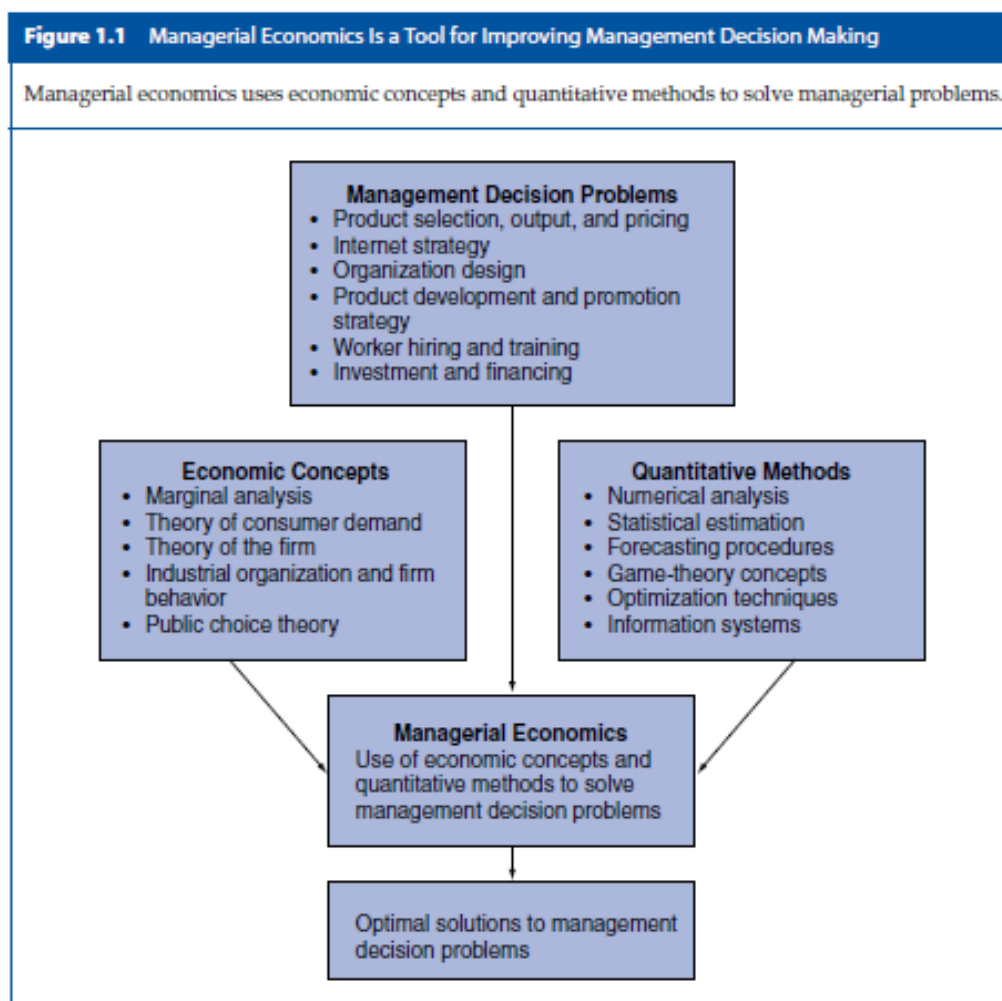 Figure 1.1 Managerial Economics Is a Tool for Improving Management Decision Making
Managerial economics uses economic concepts and quantitative methods to solve managerial problems.
Management Decision Problems
• Product selection, output, and pricing
• Internet strategy
• Organization design
• Product development and promotion
strategy
• Worker hiring and training
• Investment and financing
Economic Concepts
• Marginal analysis
• Theory of consumer demand
• Theory of the firm
• Industrial organization and firm
behavior
• Public choice theory
Quantitative Methods
• Numerical analysis
• Statistical estimation
• Forecasting procedures
• Game-theory concepts
• Optimization techniques
• Information systems
Managerial Economics
Use of economic concepts and
quantitative methods to solve
management decision problems
Optimal solutions to management
decision problems